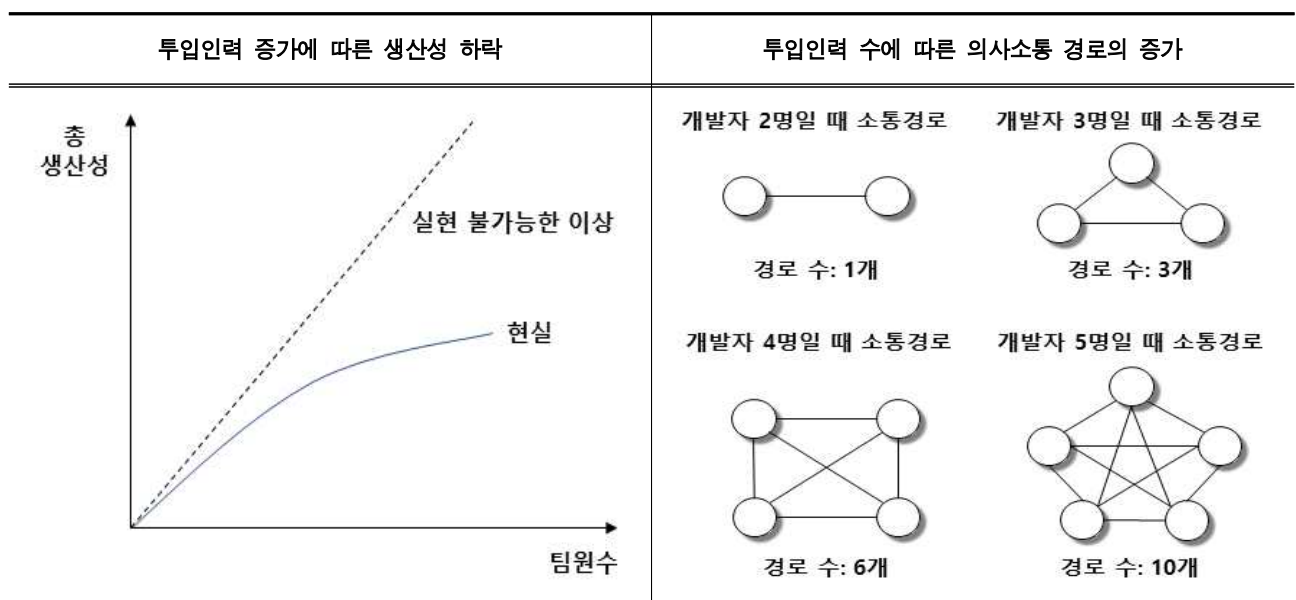 투입인력 증가에 따른 생산성 하락
투입인력 수에 따른 의사소통 경로의 증가
총
생산성
실현 불가능한 이상
현실
팀원수
개발자 2명일 때 소통경로
개발자 3명일 때 소통경로
경로 수: 1개
경로 수: 3개
개발자 4명일 때 소통경로
개발자 5명일 때 소통경로
경로 수: 6개
경로 수: 10개